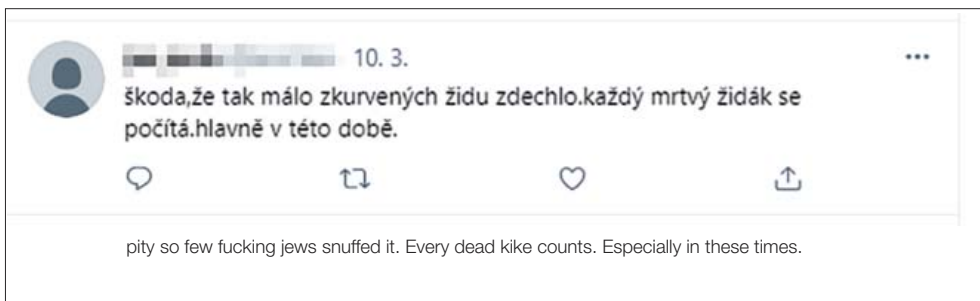 10. 3.
škoda,že tak málo zkurvených židu zdechlo.každý mrtvý židák se
počítá.hlavně v této době.
pity so few fucking jews snuffed it. Every dead kike counts. Especially in these times.